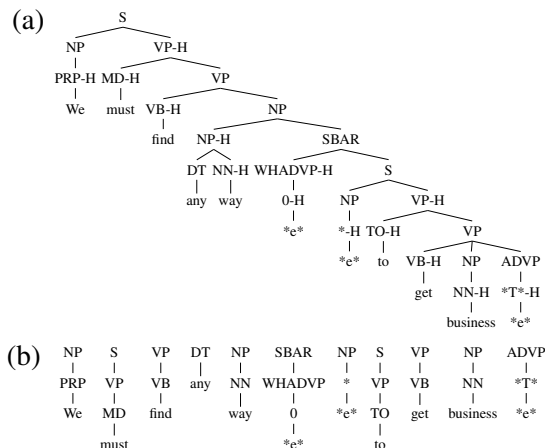 (a)
S
NP VP-H
PRP-H MD-H VP
We must VB-H NP
find NP-H SBAR
DT NN-H WHADVP-H S
any way 0-H NP VP-H
*e* *-H TO-H VP
*e* to VB-H NP ADVP
get NN-H *T*-H
business *e*
(b) NP S VP DT NP SBAR NP S VP NP ADVP
PRP VP VB any NN WHADVP * VP VB NN *T*
We MD find way 0 *e* TO get business *e*
must *e* to